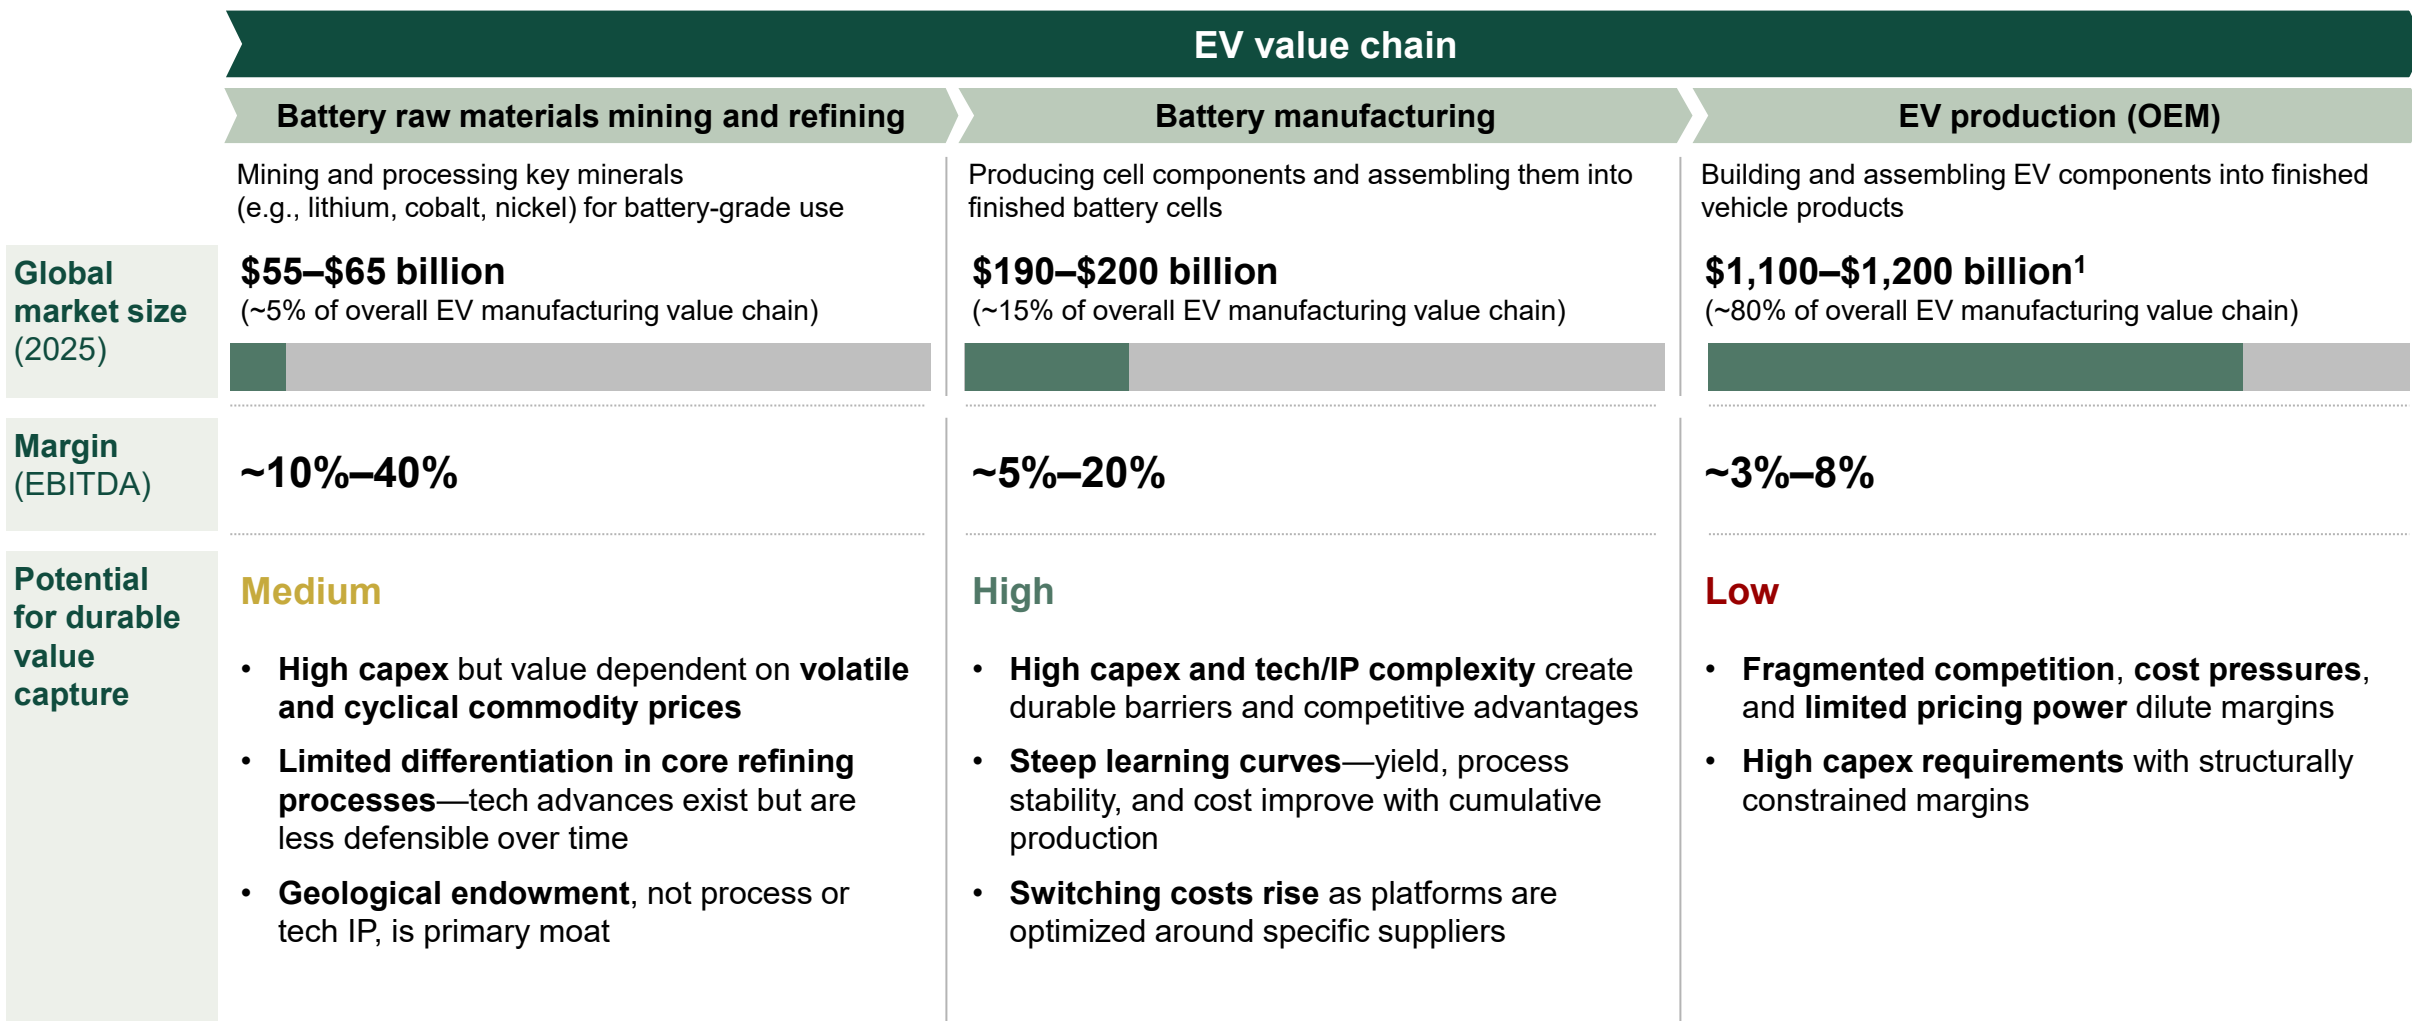 EV value chain
Battery raw materials mining and refining
Battery manufacturing
EV production (OEM)
Mining and processing key minerals
(e.g., lithium, cobalt, nickel) for battery-grade use
Producing cell components and assembling them into
finished battery cells
Building and assembling EV components into finished
vehicle products
Global
market size
(2025)
$55–$65 billion
(~5% of overall EV manufacturing value chain)
$190–$200 billion
(~15% of overall EV manufacturing value chain)
$1,100–$1,200 billion¹
(~80% of overall EV manufacturing value chain)
Margin
(EBITDA)
~10%–40%
~5%–20%
~3%–8%
Potential
for durable
value
capture
Medium
• High capex but value dependent on volatile
and cyclical commodity prices
• Limited differentiation in core refining
processes—tech advances exist but are
less defensible over time
• Geological endowment, not process or
tech IP, is primary moat
High
• High capex and tech/IP complexity create
durable barriers and competitive advantages
• Steep learning curves—yield, process
stability, and cost improve with cumulative
production
• Switching costs rise as platforms are
optimized around specific suppliers
Low
• Fragmented competition, cost pressures,
and limited pricing power dilute margins
• High capex requirements with structurally
constrained margins